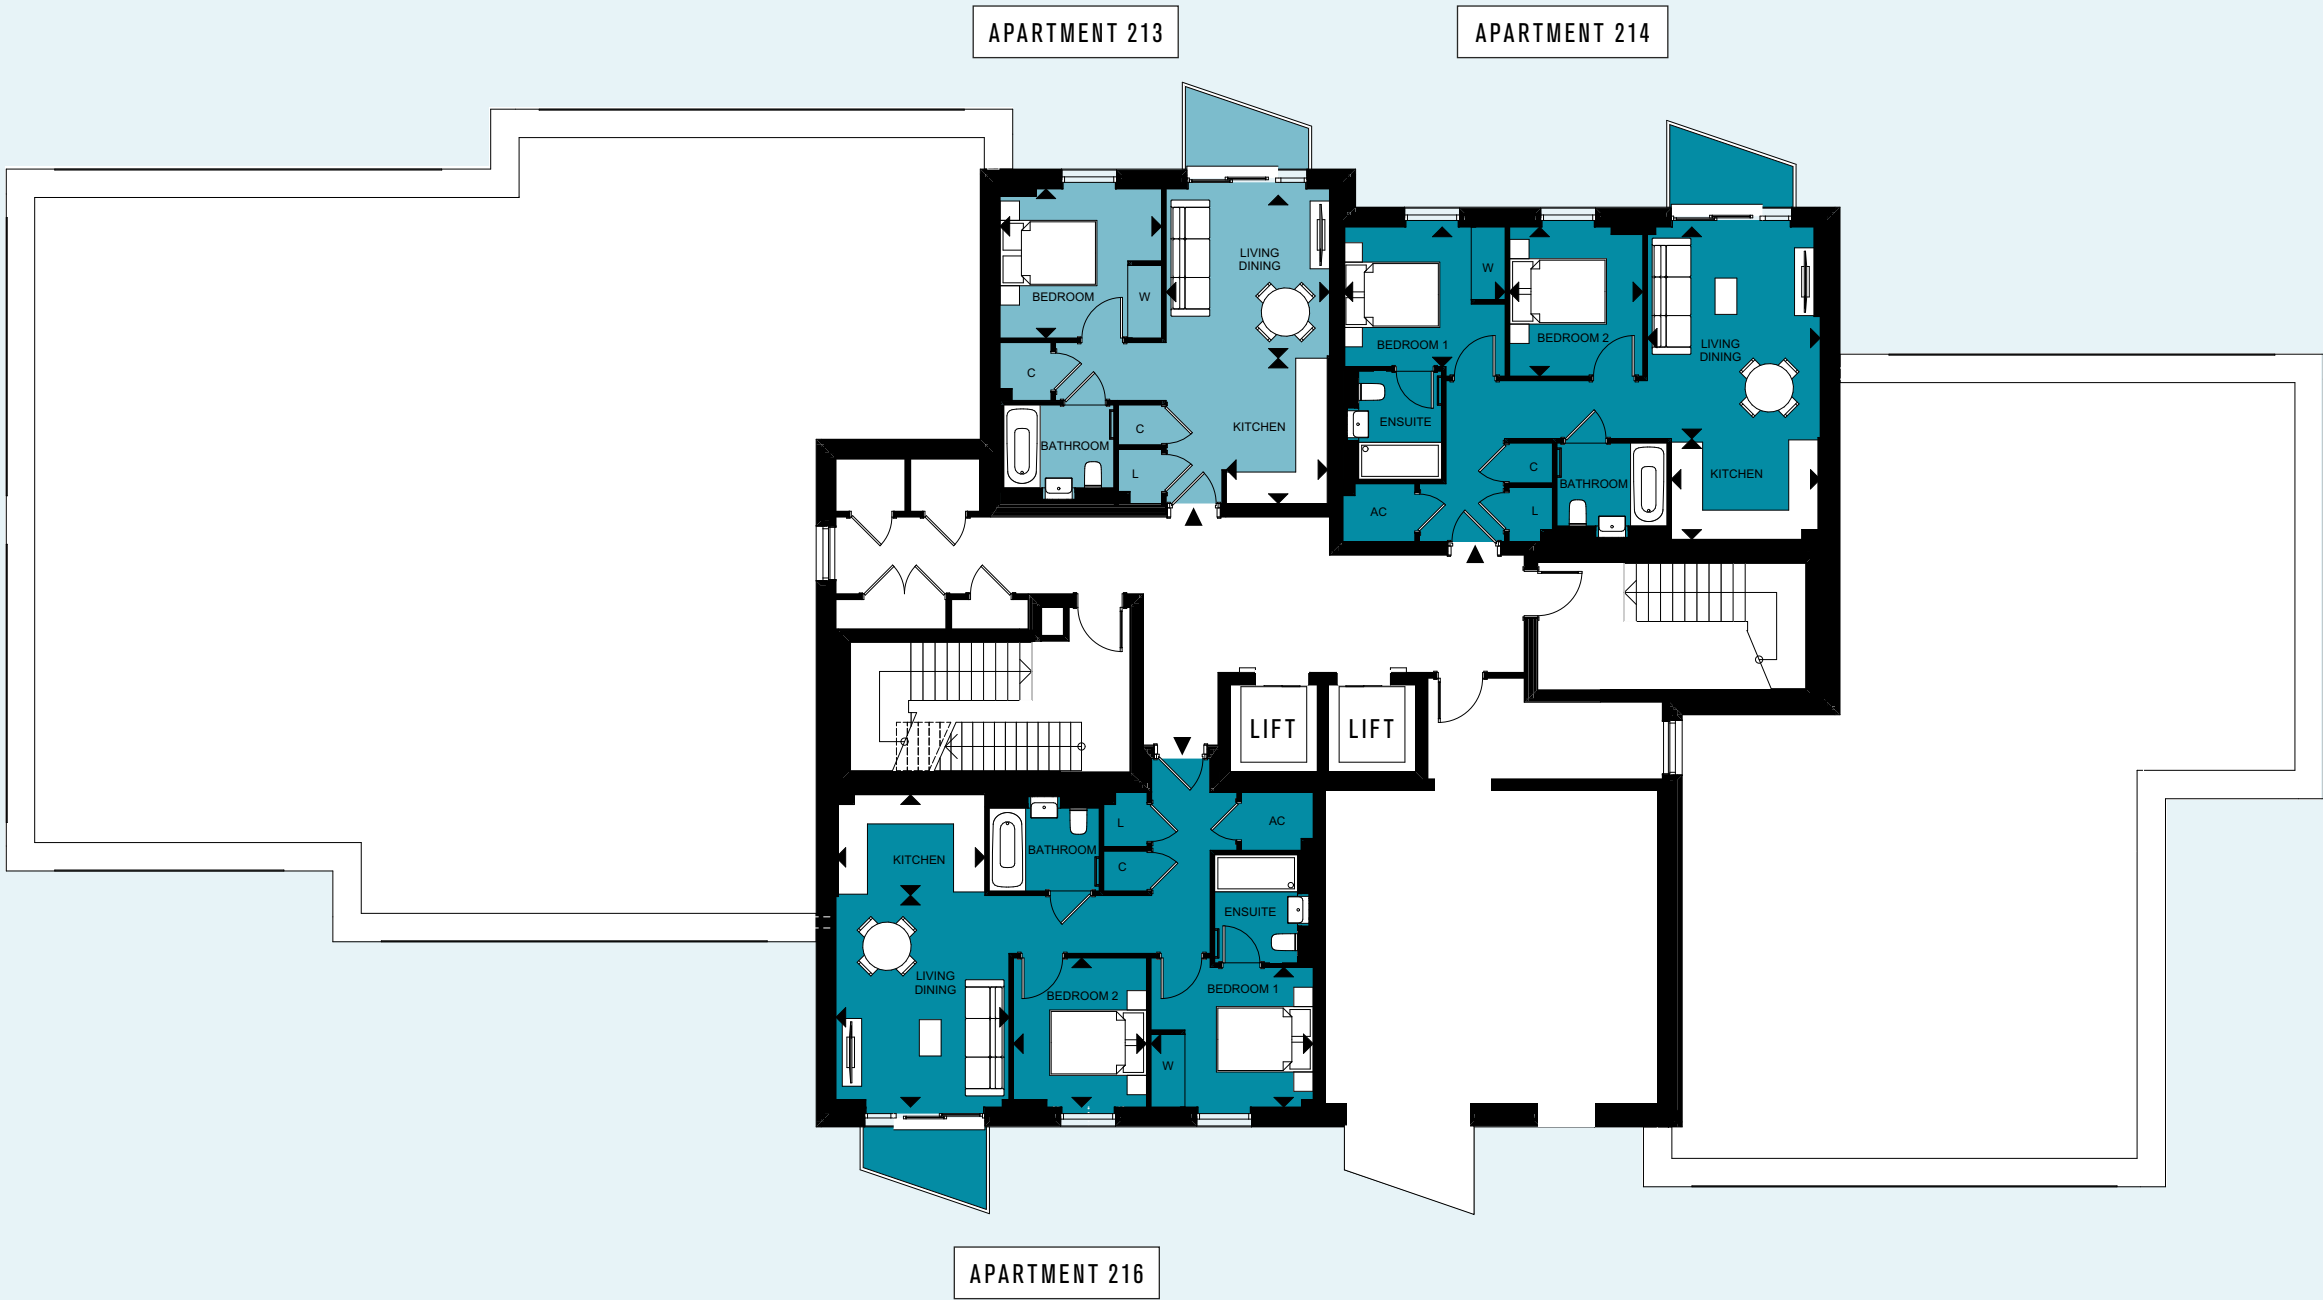 APARTMENT 213
APARTMENT 214
LIVING
DINING
BEDROOM
W
C
BATHROOM
C
L
KITCHEN
W
BEDROOM 1
BEDROOM 2
LIVING
DINING
ENSUITE
C
BATHROOM
KITCHEN
AC
L
LIFT
LIFT
L
AC
BATHROOM
KITCHEN
C
ENSUITE
LIVING
DINING
BEDROOM 2
BEDROOM 1
W
APARTMENT 216